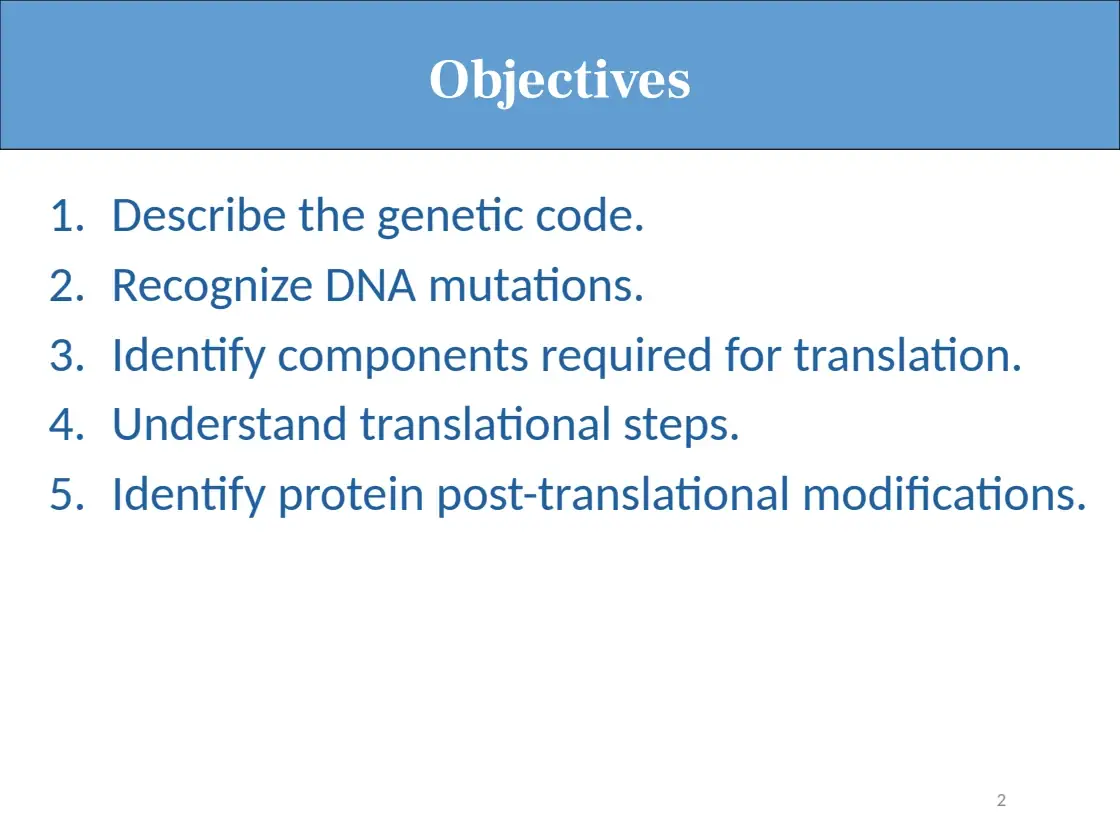 Objectives
1. Describe the genetic code.
2. Recognize DNA mutations.
3. Identify components required for translation.
4. Understand translational steps.
5. Identify protein post-translational modifications.
2